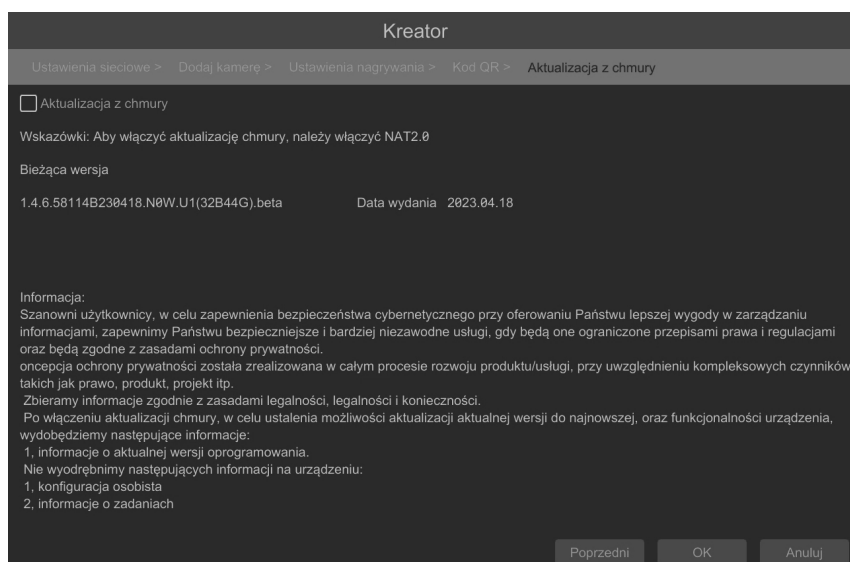 Kreator
Ustawienia sieciowe > Dodaj kamerę > Ustawienia nagrywania > Kod QR > Aktualizacja z chmury
Aktualizacja z chmury
Wskazówki: Aby włączyć aktualizację chmury, należy włączyć NAT2.0
Bieżąca wersja
1.4.6.58114B230418.N0W.U1(32B44G).beta Data wydania 2023.04.18
Informacja:
Szanowni użytkownicy, w celu zapewnienia bezpieczeństwa cybernetycznego przy oferowaniu Państwu lepszej wygody w zarządzaniu
informacjami, zapewnimy Państwu bezpieczniejsze i bardziej niezawodne usługi, gdy będą one ograniczone przepisami prawa i regulacjami
oraz będą zgodne z zasadami ochrony prywatności.
oncepcja ochrony prywatności została zrealizowana w całym procesie rozwoju produktu/usługi, przy uwzględnieniu kompleksowych czynników
takich jak prawo, produkt, projekt itp.
Zbieramy informacje zgodnie z zasadami legalności, legalności i konieczności.
Po włączeniu aktualizacji chmury, w celu ustalenia możliwości aktualizacji aktualnej wersji do najnowszej, oraz funkcjonalności urządzenia,
wydobędziemy następujące informacje:
1, informacje o aktualnej wersji oprogramowania.
Nie wyodrębnimy następujących informacji na urządzeniu:
1, konfiguracja osobista
2, informacje o zadaniach
Poprzedni OK Anuluj